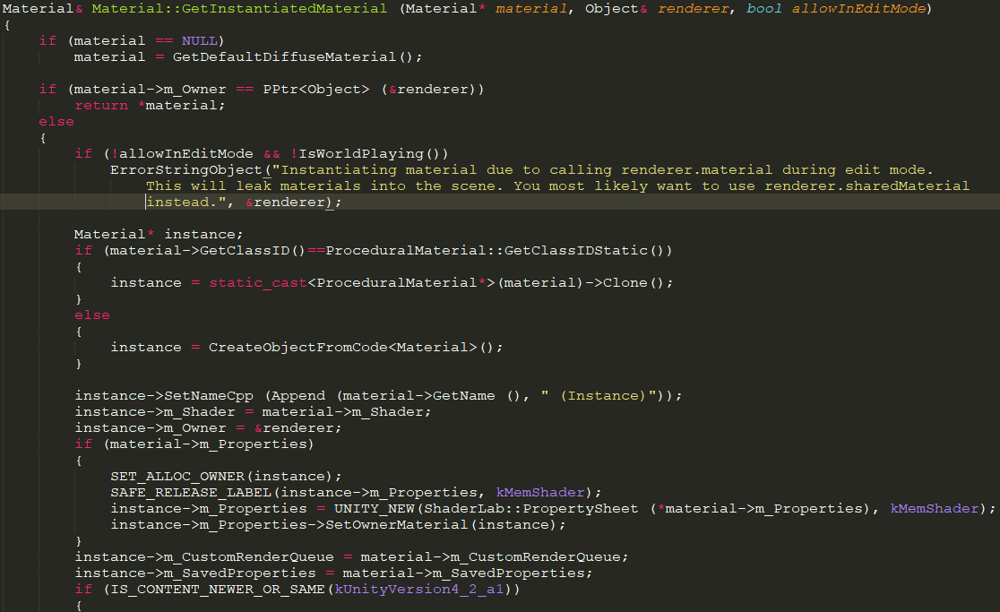 Material& Material::GetInstantiatedMaterial (Material* material, Object& renderer, bool allowInEditMode)
{
if (material == NULL)
material = GetDefaultDiffuseMaterial();
if (material->m_Owner == PPtr<Object> (&renderer))
return *material;
else
{
if (!allowInEditMode && !IsWorldPlaying())
ErrorStringObject("Instantiating material due to calling renderer.material during edit mode.
This will leak materials into the scene. You most likely want to use renderer.sharedMaterial
instead.", &renderer);
Material* instance;
if (material->GetClassID()==ProceduralMaterial::GetClassIDStatic())
{
instance = static_cast<ProceduralMaterial*>(material)->Clone();
}
else
{
instance = CreateObjectFromCode<Material>();
}
instance->SetNameCpp (Append (material->GetName (), " (Instance)"));
instance->m_Shader = material->m_Shader;
instance->m_Owner = &renderer;
if (material->m_Properties)
{
SET_ALLOC_OWNER(instance);
SAFE_RELEASE_LABEL(instance->m_Properties, kMemShader);
instance->m_Properties = UNITY_NEW(ShaderLab::PropertySheet (*material->m_Properties), kMemShader);
instance->m_Properties->SetOwnerMaterial(instance);
}
instance->m_CustomRenderQueue = material->m_CustomRenderQueue;
instance->m_SavedProperties = material->m_SavedProperties;
if (IS_CONTENT_NEWER_OR_SAME(kUnityVersion4_2_a1))
{